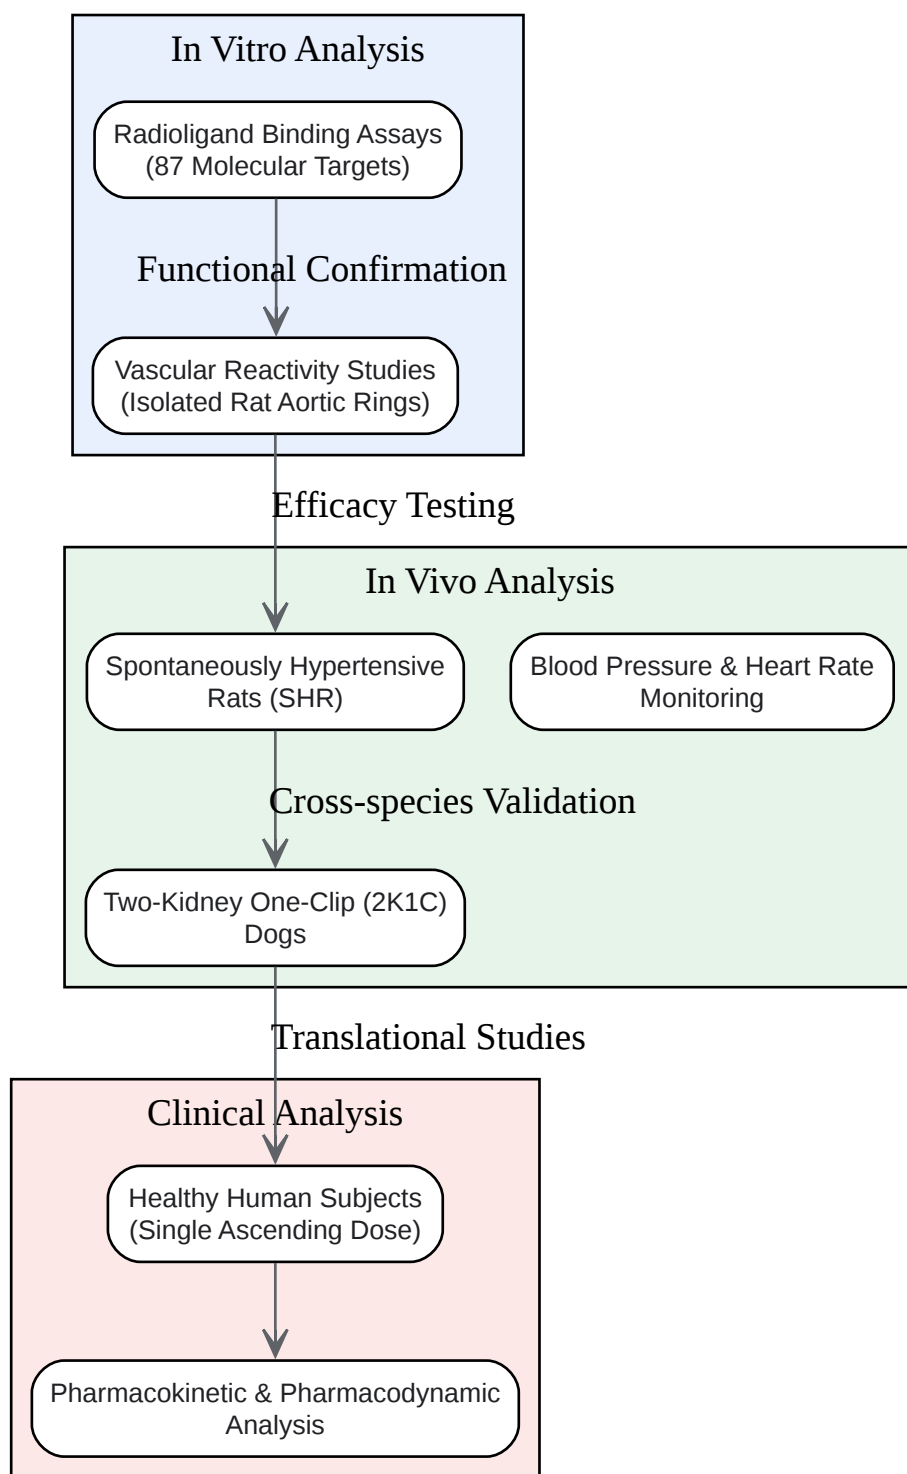 In Vitro Analysis
Radioligand Binding Assays
(87 Molecular Targets)
Functional Confirmation
Vascular Reactivity Studies
(Isolated Rat Aortic Rings)
Efficacy Testing
In Vivo Analysis
Spontaneously Hypertensive
Rats (SHR)
Blood Pressure & Heart Rate
Monitoring
Cross-species Validation
Two-Kidney One-Clip (2K1C)
Dogs
Translational Studies
Clinical Analysis
Healthy Human Subjects
(Single Ascending Dose)
Pharmacokinetic & Pharmacodynamic
Analysis